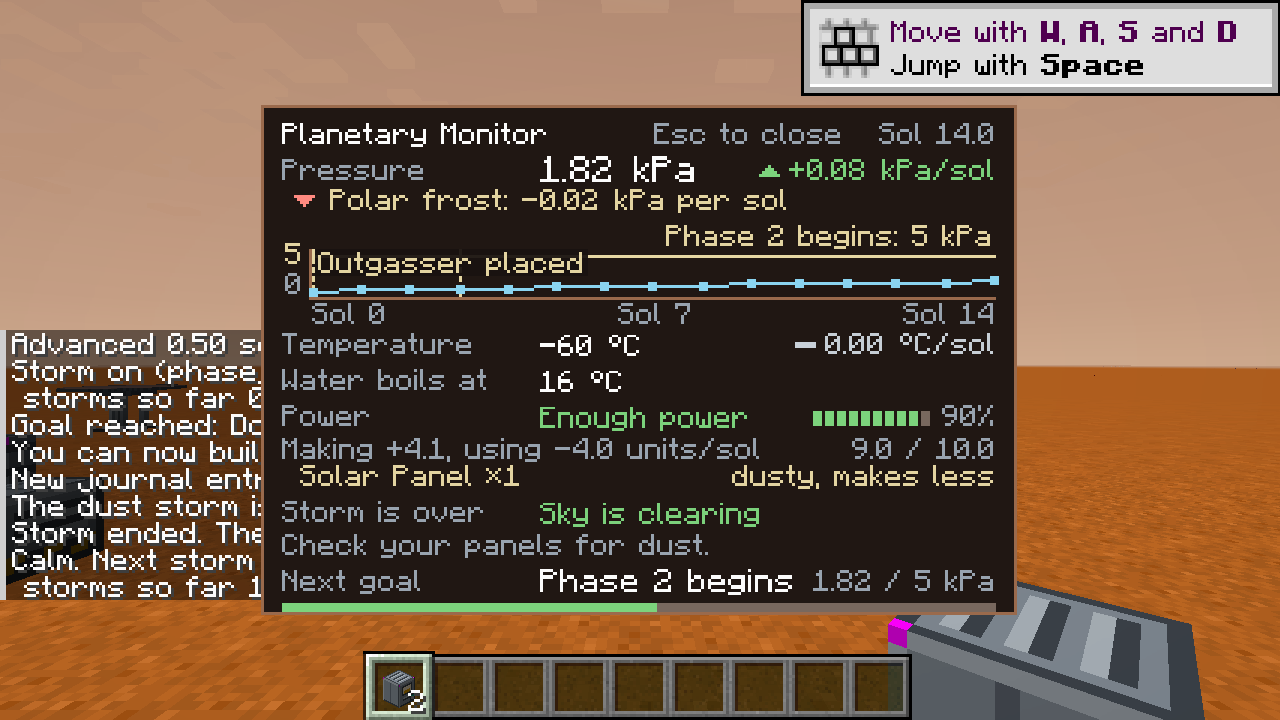 Move with W, A, S and D
Jump with Space
Planetary Monitor Esc to close Sol 14.0
Pressure 1.82 kPa +0.08 kPa/sol
Polar frost: -0.02 kPa per sol
Phase 2 begins: 5 kPa
5
Outgasser placed
0
Sol 0 Sol 7 Sol 14
Temperature -60 °C 0.00 °C/sol
Water boils at 16 °C
Power Enough power 90%
Making +4.1, using -4.0 units/sol 9.0 / 10.0
Solar Panel ×1 dusty, makes less
Storm is over Sky is clearing
Check your panels for dust.
Next goal Phase 2 begins 1.82 / 5 kPa
Advanced 0.50
Storm on (phase
storms so far
Goal reached:
You can now
New journal
The dust storm
Storm ended. The
Calm. Next storm
storms so far 1
2